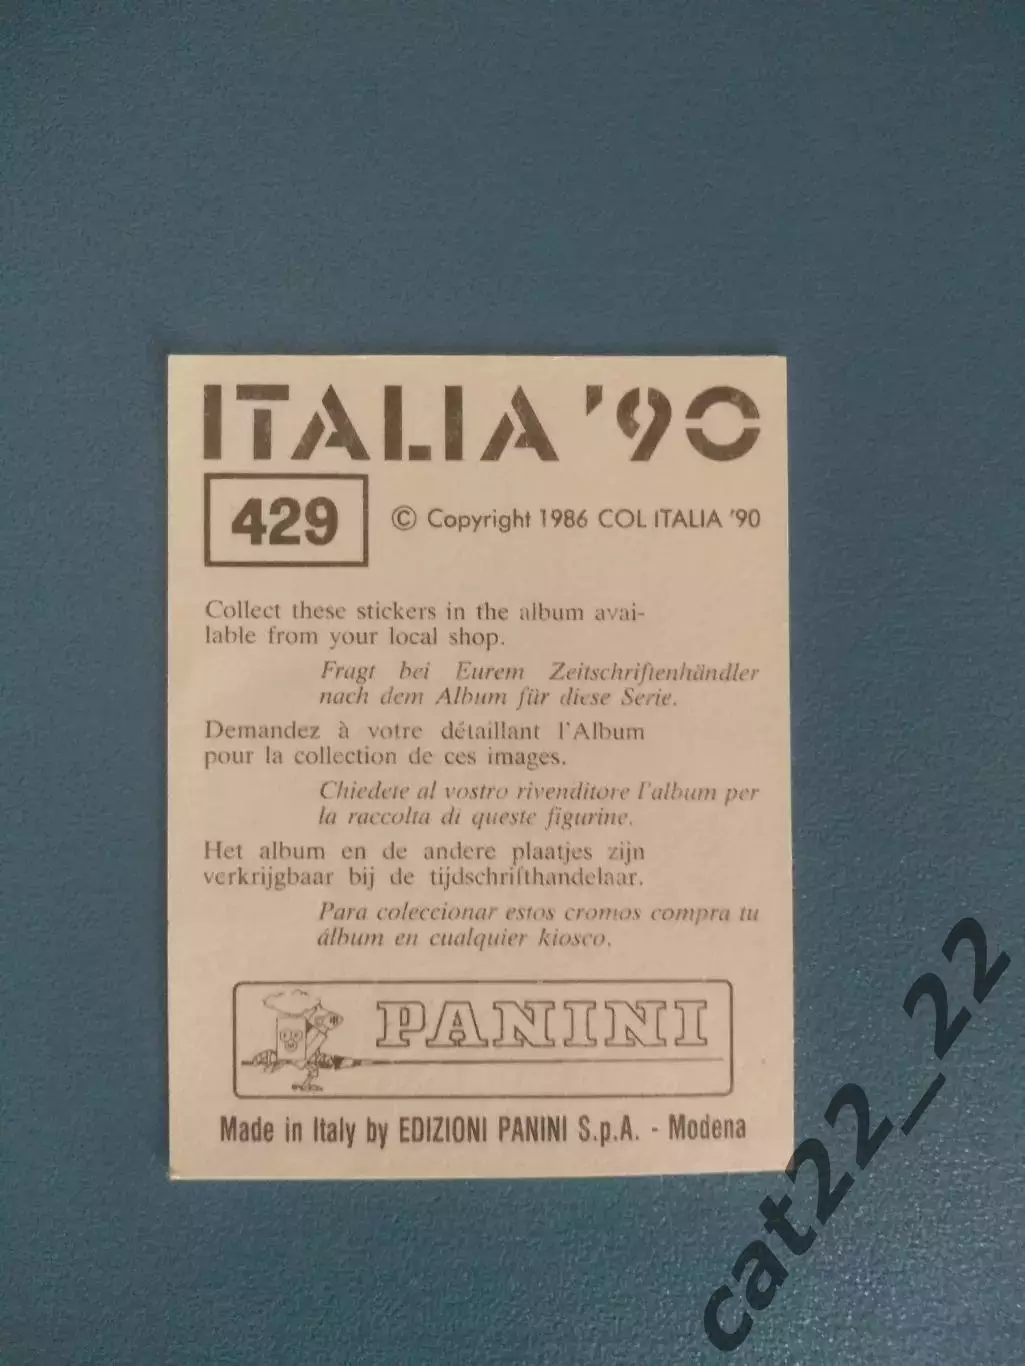 ITALIA '90
429
© Copyright 1986 COL ITALIA '90
Collect these stickers in the album avai-
lable from your local shop.
Fragt bei Eurem Zeitschriftenhändler
nach dem Album für diese Serie.
Demandez à votre détaillant l'Album
pour la collection de ces images.
Chiedete al vostro rivenditore l'album per
la raccolta di queste figurine.
Het album en de andere plaatjes zijn
verkrijgbaar bij de tijdschrifthandelaar.
Para coleccionar estos cromos compra tu
álbum en cualquier kiosco.
PANINI
Made in Italy by EDIZIONI PANINI S.p.A. - Modena
cat22_22